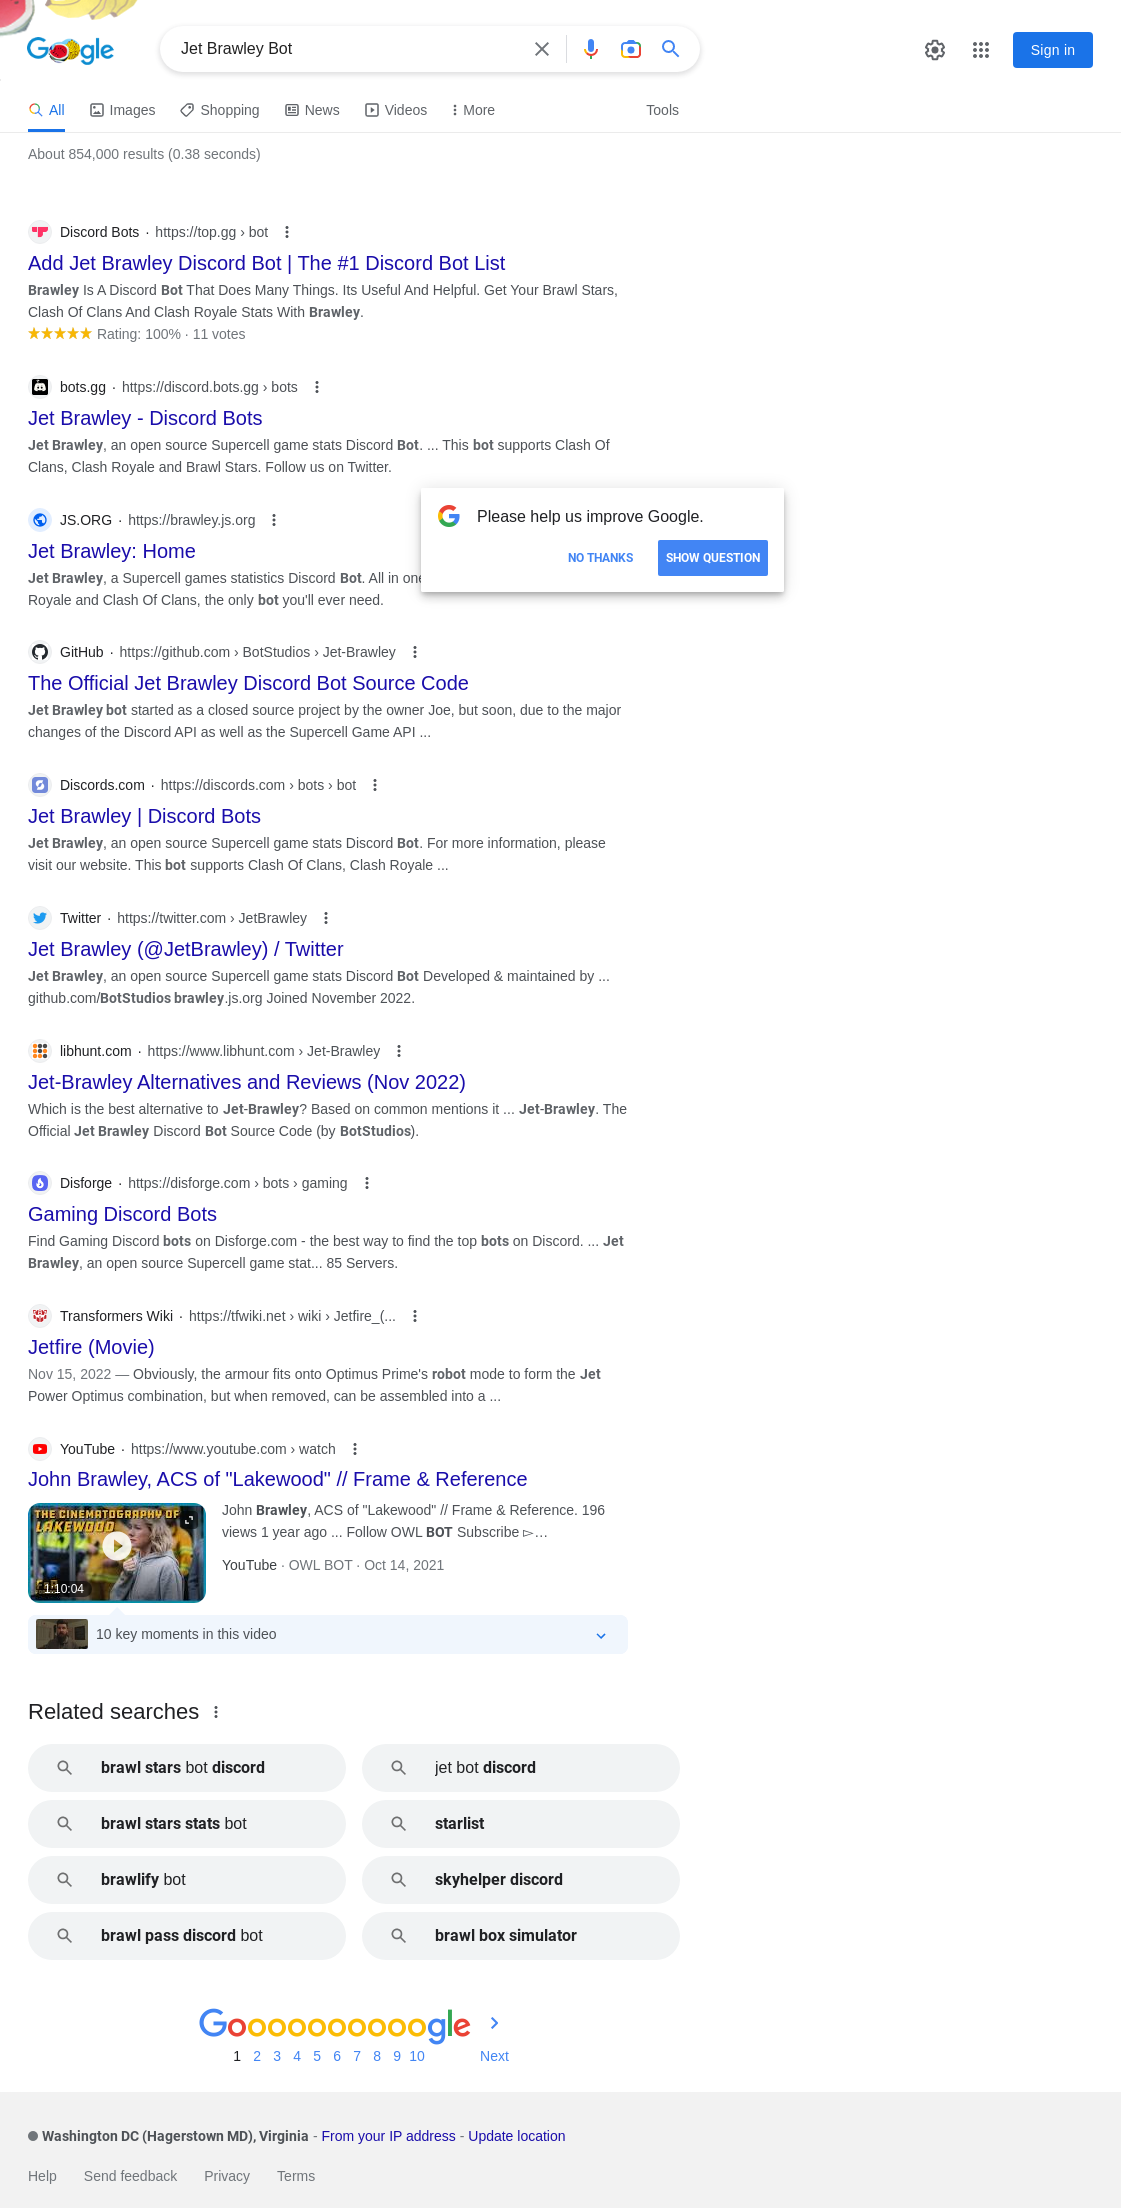 Google
Jet Brawley Bot
Sign in
All
Images
Shopping
News
Videos
More
Tools
About 854,000 results (0.38 seconds)
Discord Bots · https://top.gg › bot
Add Jet Brawley Discord Bot | The #1 Discord Bot List
Brawley Is A Discord Bot That Does Many Things. Its Useful And Helpful. Get Your Brawl Stars,
Clash Of Clans And Clash Royale Stats With Brawley.
Rating: 100% · 11 votes
bots.gg · https://discord.bots.gg › bots
Jet Brawley - Discord Bots
Jet Brawley, an open source Supercell game stats Discord Bot. ... This bot supports Clash Of
Clans, Clash Royale and Brawl Stars. Follow us on Twitter.
JS.ORG · https://brawley.js.org
Jet Brawley: Home
Jet Brawley, a Supercell games statistics Discord Bot. All in one
Royale and Clash Of Clans, the only bot you'll ever need.
Please help us improve Google.
NO THANKS
SHOW QUESTION
GitHub · https://github.com › BotStudios › Jet-Brawley
The Official Jet Brawley Discord Bot Source Code
Jet Brawley bot started as a closed source project by the owner Joe, but soon, due to the major
changes of the Discord API as well as the Supercell Game API ...
Discords.com · https://discords.com › bots › bot
Jet Brawley | Discord Bots
Jet Brawley, an open source Supercell game stats Discord Bot. For more information, please
visit our website. This bot supports Clash Of Clans, Clash Royale ...
Twitter · https://twitter.com › JetBrawley
Jet Brawley (@JetBrawley) / Twitter
Jet Brawley, an open source Supercell game stats Discord Bot Developed & maintained by ...
github.com/BotStudios brawley.js.org Joined November 2022.
libhunt.com · https://www.libhunt.com › Jet-Brawley
Jet-Brawley Alternatives and Reviews (Nov 2022)
Which is the best alternative to Jet-Brawley? Based on common mentions it ... Jet-Brawley. The
Official Jet Brawley Discord Bot Source Code (by BotStudios).
Disforge · https://disforge.com › bots › gaming
Gaming Discord Bots
Find Gaming Discord bots on Disforge.com - the best way to find the top bots on Discord. ... Jet
Brawley, an open source Supercell game stat... 85 Servers.
Transformers Wiki · https://tfwiki.net › wiki › Jetfire_(...
Jetfire (Movie)
Nov 15, 2022 — Obviously, the armour fits onto Optimus Prime's robot mode to form the Jet
Power Optimus combination, but when removed, can be assembled into a ...
YouTube · https://www.youtube.com › watch
John Brawley, ACS of "Lakewood" // Frame & Reference
THE CINEMATOGRAPHY OF
LAKEWOOD
1:10:04
John Brawley, ACS of "Lakewood" // Frame & Reference. 196
views 1 year ago ... Follow OWL BOT Subscribe ▻…
YouTube · OWL BOT · Oct 14, 2021
10 key moments in this video
Related searches
brawl stars bot discord
jet bot discord
brawl stars stats bot
starlist
brawlify bot
skyhelper discord
brawl pass discord bot
brawl box simulator
Goooooooooogle
1 2 3 4 5 6 7 8 9 10 Next
Washington DC (Hagerstown MD), Virginia - From your IP address - Update location
Help
Send feedback
Privacy
Terms